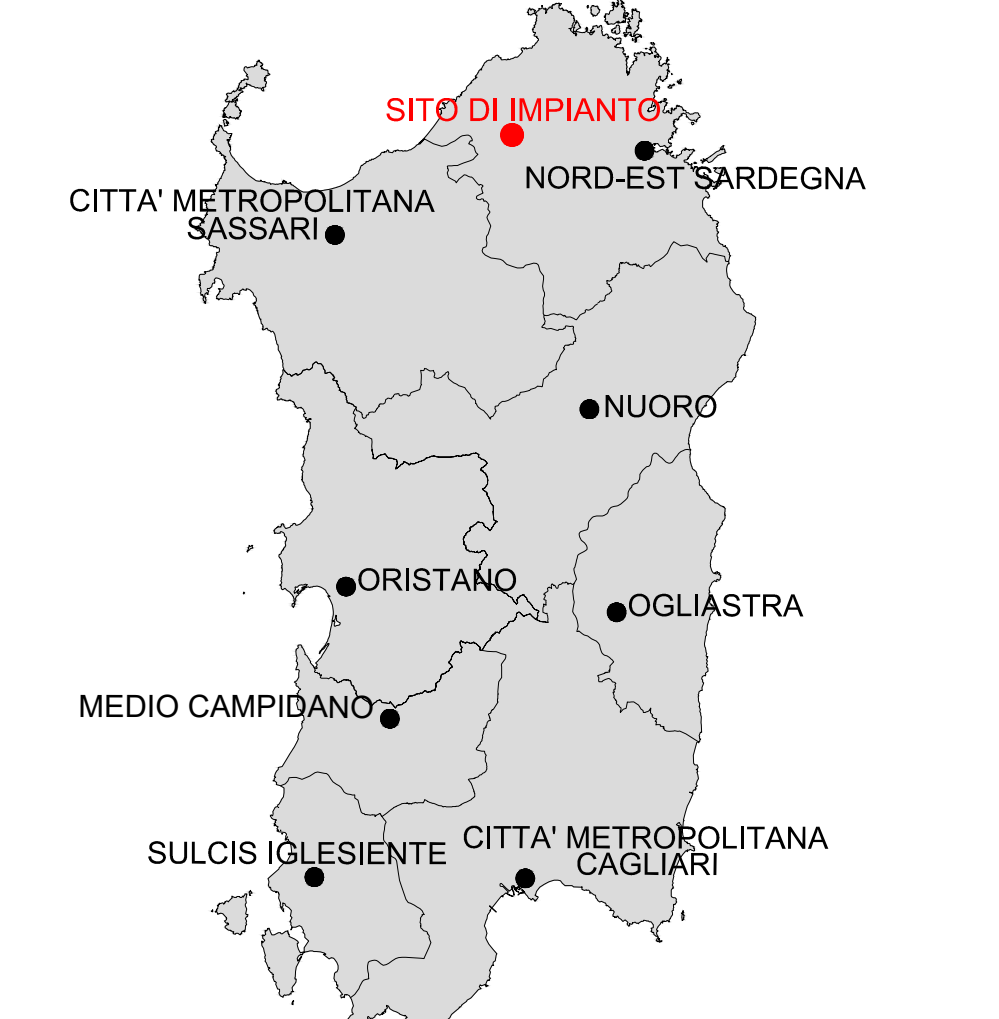 SITO DI IMPIANTO
NORD-EST SARDEGNA
CITTA' METROPOLITANA
SASSARI
NUORO
ORISTANO
OGLIASTRA
MEDIO CAMPIDANO
SULCIS IGLESIENTE
CITTA' METROPOLITANA
CAGLIARI